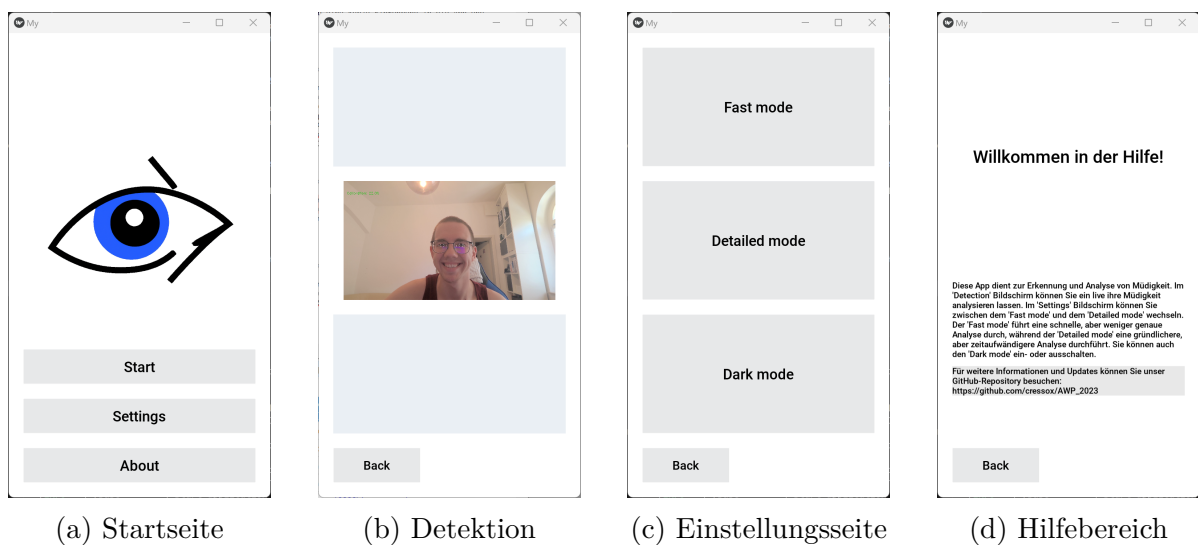 My
Start
Settings
About
(a) Startseite
My
Back
(b) Detektion
My
Fast mode
Detailed mode
Dark mode
Back
(c) Einstellungsseite
My
Willkommen in der Hilfe!
Diese App dient zur Erkennung und Analyse von Müdigkeit. Im
'Detection' Bildschirm können Sie ein live ihre Müdigkeit
analysieren lassen. Im 'Settings' Bildschirm können Sie
zwischen dem 'Fast mode' und dem 'Detailed mode' wechseln.
Der 'Fast mode' führt eine schnelle, aber weniger genaue
Analyse durch, während der 'Detailed mode' eine gründlichere,
aber zeitaufwändigere Analyse durchführt. Sie können auch
den 'Dark mode' ein- oder ausschalten.
Für weitere Informationen und Updates können Sie unser
GitHub-Repository besuchen:
https://github.com/cressox/AWP_2023
Back
(d) Hilfebereich